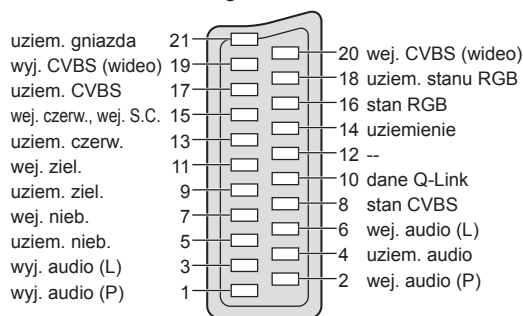 uziem. gniazda 21
wyj. CVBS (wideo) 19
uziem. CVBS 17
wej. czerw., wej. S.C. 15
uziem. czerw. 13
wej. ziel. 11
uziem. ziel. 9
wej. nieb. 7
uziem. nieb. 5
wyj. audio (L) 3
wyj. audio (P) 1
20 wej. CVBS (wideo)
18 uziem. stanu RGB
16 stan RGB
14 uziemienie
12 --
10 dane Q-Link
8 stan CVBS
6 wej. audio (L)
4 uziem. audio
2 wej. audio (P)